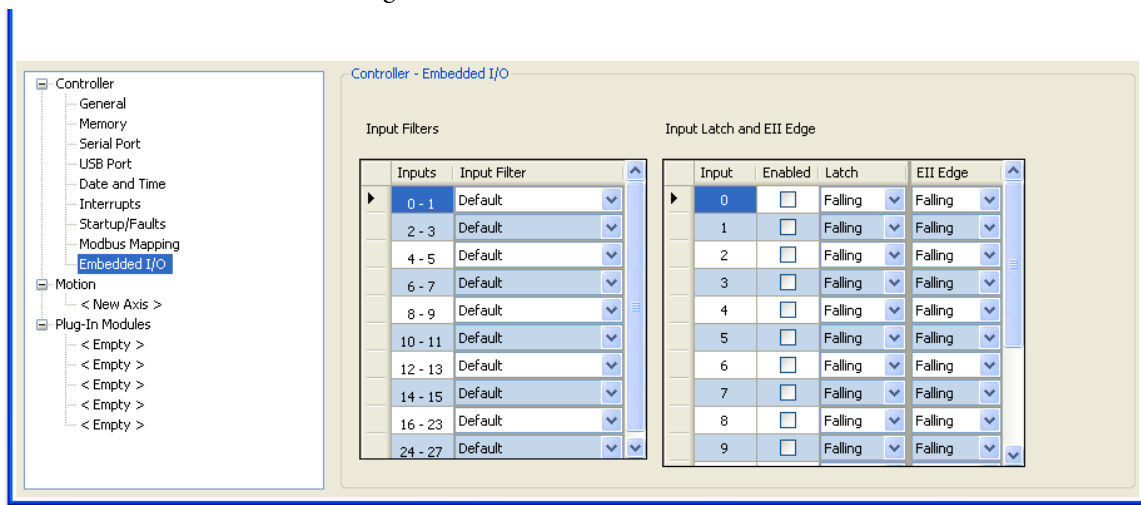 Controller
General
Memory
Serial Port
USB Port
Date and Time
Interrupts
Startup/Faults
Modbus Mapping
Embedded I/O
Motion
< New Axis >
Plug-In Modules
< Empty >
< Empty >
< Empty >
< Empty >
< Empty >
Controller - Embedded I/O
Input Filters
Inputs Input Filter
0 - 1 Default
2 - 3 Default
4 - 5 Default
6 - 7 Default
8 - 9 Default
10 - 11 Default
12 - 13 Default
14 - 15 Default
16 - 23 Default
24 - 27 Default
Input Latch and EII Edge
Input Enabled Latch EII Edge
0 Falling Falling
1 Falling Falling
2 Falling Falling
3 Falling Falling
4 Falling Falling
5 Falling Falling
6 Falling Falling
7 Falling Falling
8 Falling Falling
9 Falling Falling